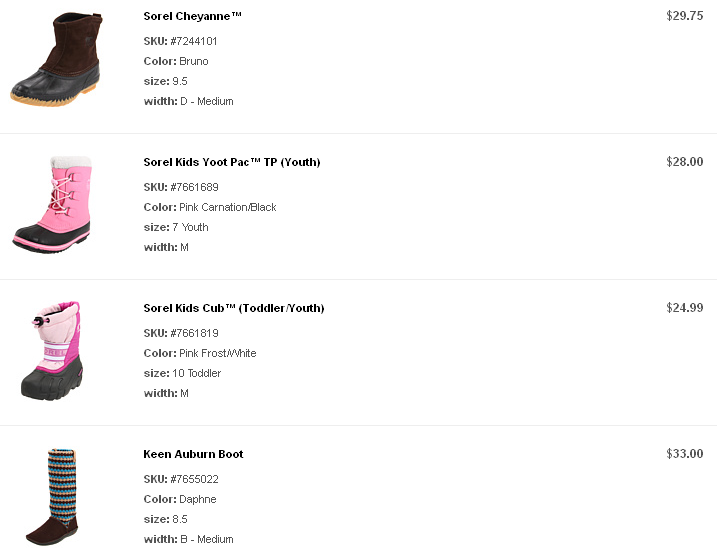 Sorel Cheyanne™ $29.75
SKU: #7244101
Color: Bruno
size: 9.5
width: D - Medium
Sorel Kids Yoot Pac™ TP (Youth) $28.00
SKU: #7661689
Color: Pink Carnation/Black
size: 7 Youth
width: M
Sorel Kids Cub™ (Toddler/Youth) $24.99
SKU: #7661819
Color: Pink Frost/White
size: 10 Toddler
width: M
SOREL
Keen Auburn Boot $33.00
SKU: #7655022
Color: Daphne
size: 8.5
width: B - Medium